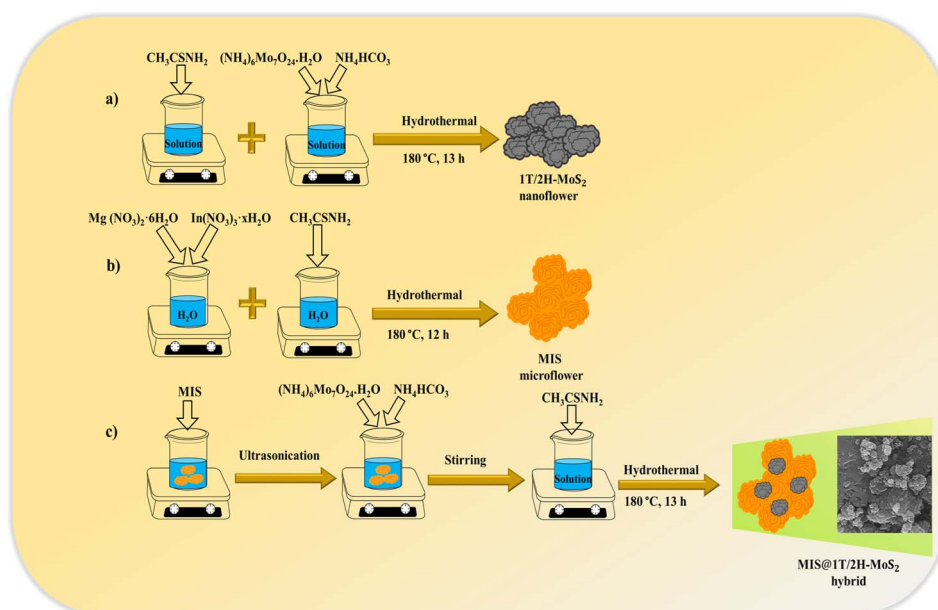 CH₃CSNH₂
(NH₄)₆Mo₇O₂₄.H₂O
NH₄HCO₃
a)
Solution
Solution
Hydrothermal
180 °C, 13 h
1T/2H-MoS₂
nanoflower
Mg (NO₃)₂·6H₂O
In(NO₃)₃·xH₂O
CH₃CSNH₂
b)
H₂O
H₂O
Hydrothermal
180 °C, 12 h
MIS
microflower
MIS
(NH₄)₆Mo₇O₂₄.H₂O
NH₄HCO₃
CH₃CSNH₂
c)
Ultrasonication
Stirring
Solution
Hydrothermal
180 °C, 13 h
MIS@1T/2H-MoS₂
hybrid